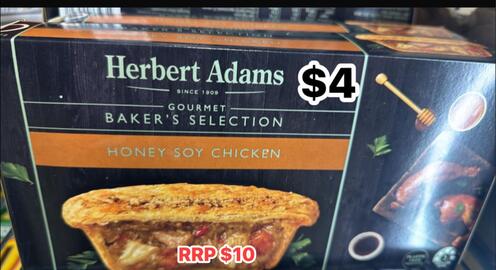 Herbert Adams
SINCE 1909
$4
GOURMET
BAKER'S SELECTION
HONEY SOY CHICKEN
RRP $10